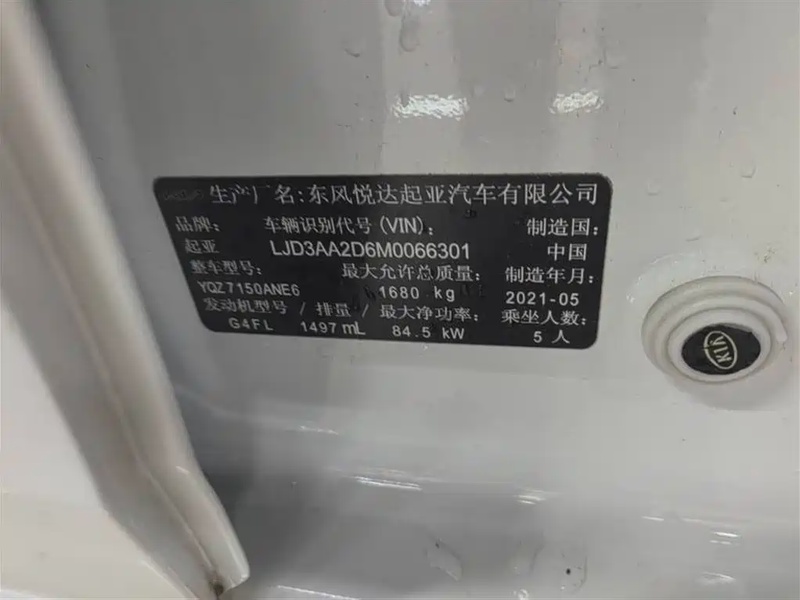 生产厂名:东风悦达起亚汽车有限公司
品牌: 车辆识别代号(VIN): 制造国:
起亚 LJD3AA2D6M0066301 中国
整车型号: 最大允许总质量: 制造年月:
YQZ7150ANE6 1680 kg 2021-05
发动机型号 / 排量 / 最大净功率: 乘坐人数:
G4FL 1497 mL 84.5 kW 5 人
KIA